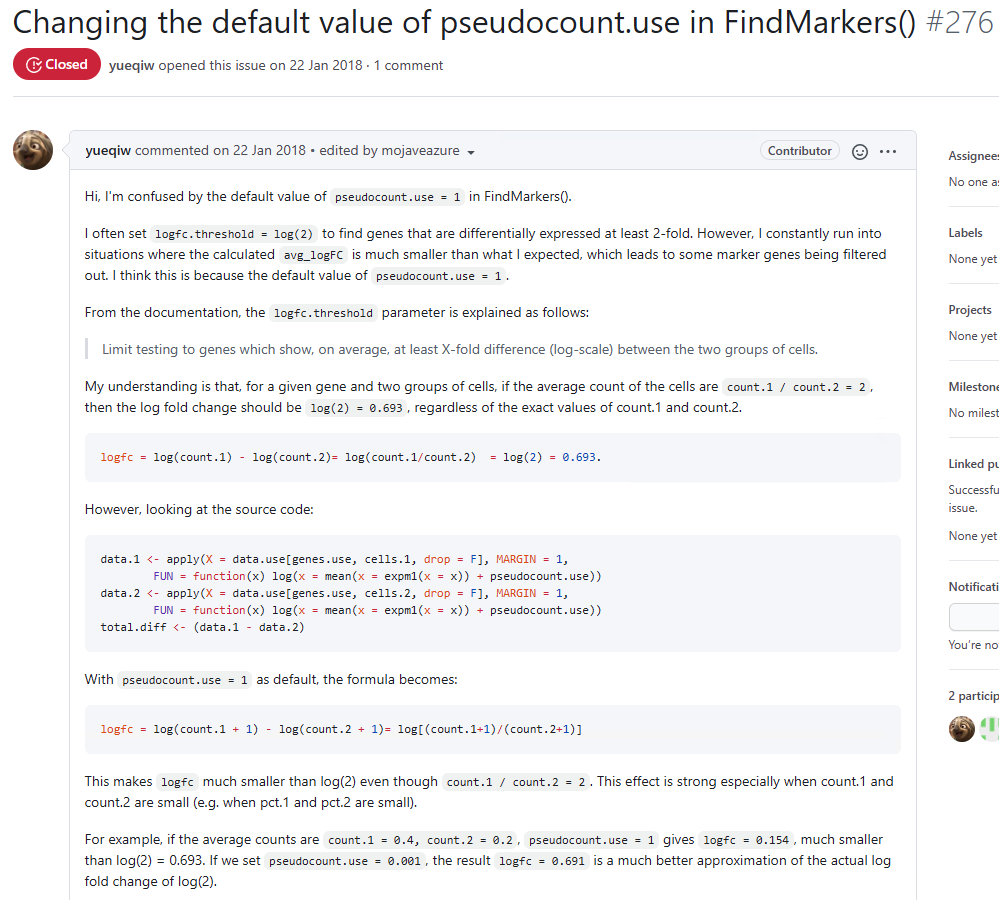 Changing the default value of pseudocount.use in FindMarkers() #276
Closed yueqiw opened this issue on 22 Jan 2018 · 1 comment
yueqiw commented on 22 Jan 2018 • edited by mojaveazure
Contributor
Hi, I'm confused by the default value of pseudocount.use = 1 in FindMarkers().
I often set logfc.threshold = log(2) to find genes that are differentially expressed at least 2-fold. However, I constantly run into
situations where the calculated avg_logFC is much smaller than what I expected, which leads to some marker genes being filtered
out. I think this is because the default value of pseudocount.use = 1.
From the documentation, the logfc.threshold parameter is explained as follows:
Limit testing to genes which show, on average, at least X-fold difference (log-scale) between the two groups of cells.
My understanding is that, for a given gene and two groups of cells, if the average count of the cells are count.1 / count.2 = 2,
then the log fold change should be log(2) = 0.693, regardless of the exact values of count.1 and count.2.
logfc = log(count.1) - log(count.2)= log(count.1/count.2)  = log(2) = 0.693.
However, looking at the source code:
data.1 <- apply(X = data.use[genes.use, cells.1, drop = F], MARGIN = 1,
FUN = function(x) log(x = mean(x = expm1(x = x)) + pseudocount.use))
data.2 <- apply(X = data.use[genes.use, cells.2, drop = F], MARGIN = 1,
FUN = function(x) log(x = mean(x = expm1(x = x)) + pseudocount.use))
total.diff <- (data.1 - data.2)
With pseudocount.use = 1 as default, the formula becomes:
logfc = log(count.1 + 1) - log(count.2 + 1)= log[(count.1+1)/(count.2+1)]
This makes logfc much smaller than log(2) even though count.1 / count.2 = 2. This effect is strong especially when count.1 and
count.2 are small (e.g. when pct.1 and pct.2 are small).
For example, if the average counts are count.1 = 0.4, count.2 = 0.2, pseudocount.use = 1 gives logfc = 0.154, much smaller
than log(2) = 0.693. If we set pseudocount.use = 0.001, the result logfc = 0.691 is a much better approximation of the actual log
fold change of log(2).
Assignees
No one as
Labels
None yet
Projects
None yet
Milestone
No milest
Linked pu
Successfu
issue.
None yet
Notificati
You're no
2 particip